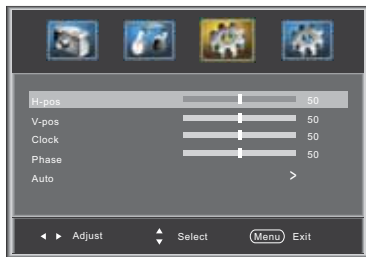 H-pos 50
V-pos 50
Clock 50
Phase 50
Auto >
Adjust Select Menu Exit